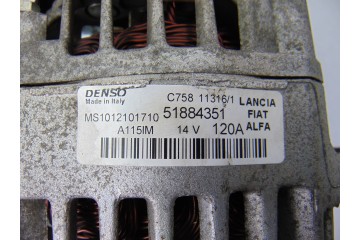 DENSO C758 11316/1 LANCIA
Made in Italy
MS1012101710 51884351 FIAT
A115IM 14 V 120A ALFA